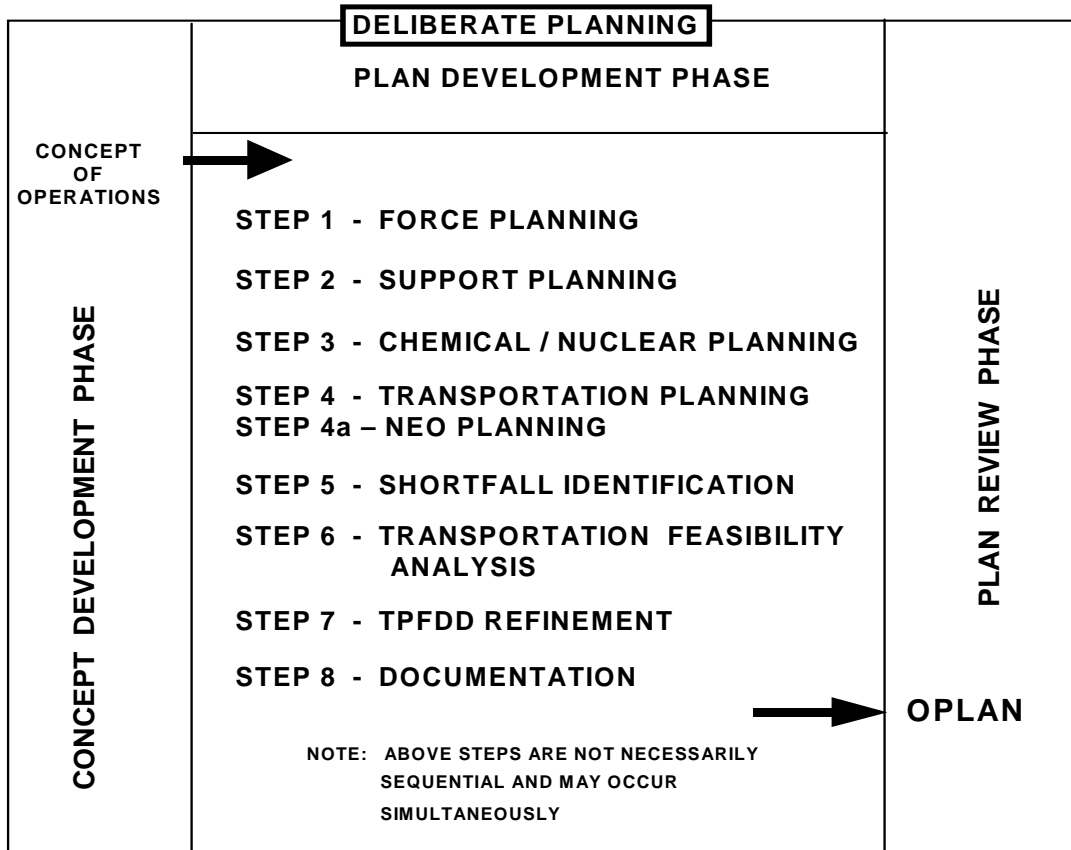 DELIBERATE PLANNING
PLAN DEVELOPMENT PHASE
CONCEPT
OF
OPERATIONS
CONCEPT DEVELOPMENT PHASE
STEP 1 - FORCE PLANNING
STEP 2 - SUPPORT PLANNING
STEP 3 - CHEMICAL / NUCLEAR PLANNING
STEP 4 - TRANSPORTATION PLANNING
STEP 4a – NEO PLANNING
STEP 5 - SHORTFALL IDENTIFICATION
STEP 6 - TRANSPORTATION FEASIBILITY
ANALYSIS
STEP 7 - TPFDD REFINEMENT
STEP 8 - DOCUMENTATION
NOTE: ABOVE STEPS ARE NOT NECESSARILY
SEQUENTIAL AND MAY OCCUR
SIMULTANEOUSLY
PLAN REVIEW PHASE
OPLAN